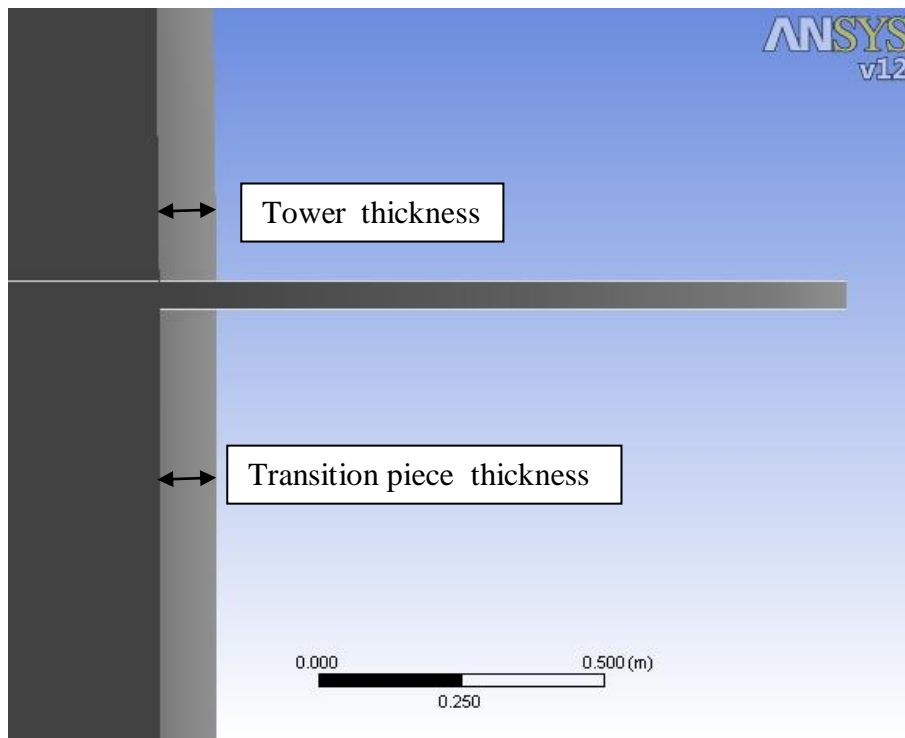 ANSYS
v12
Tower thickness
Transition piece thickness
0.000 0.500 (m)
0.250